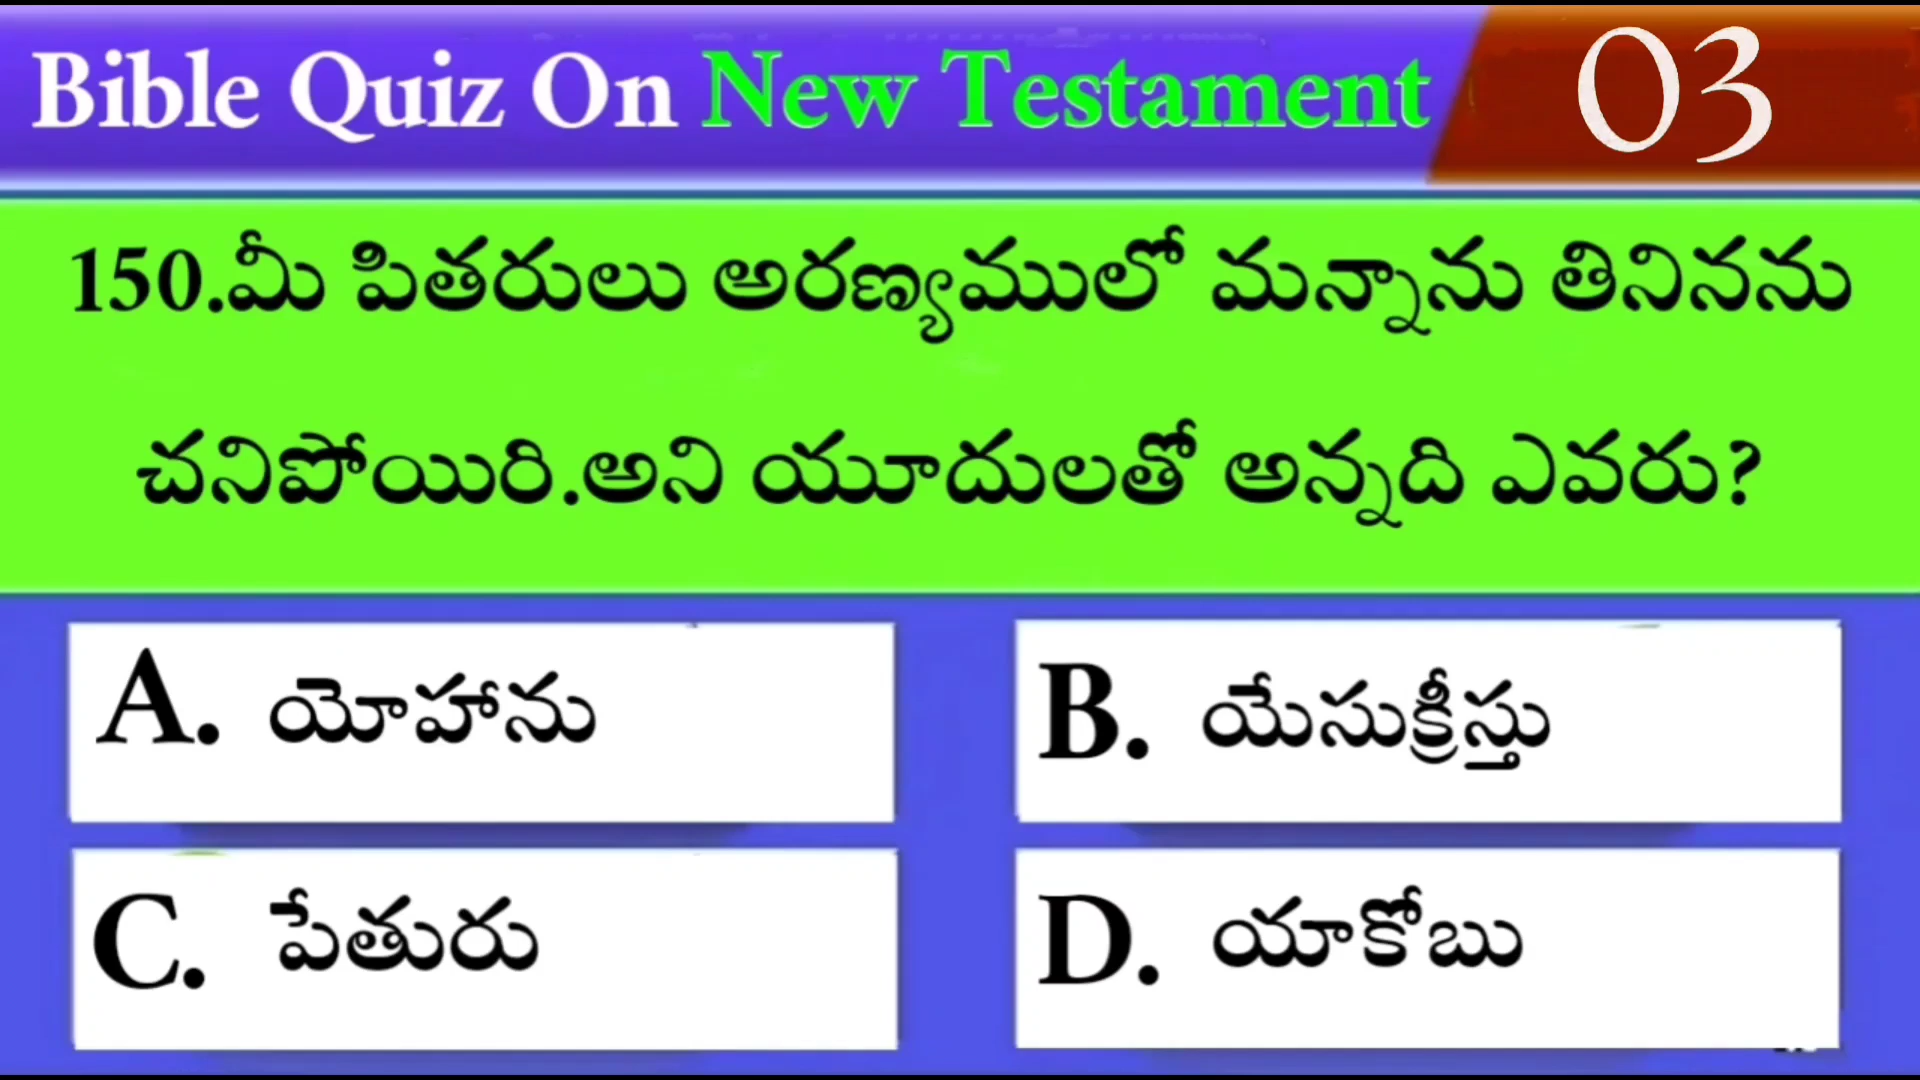 Bible Quiz On New Testament 03
150.మీ పితరులు అరణ్యములో మన్నాను తినినను
చనిపోయిరి.అని యూదులతో అన్నది ఎవరు?
A. యోహాను
B. యేసుక్రీస్తు
C. పేతురు
D. యాకోబు